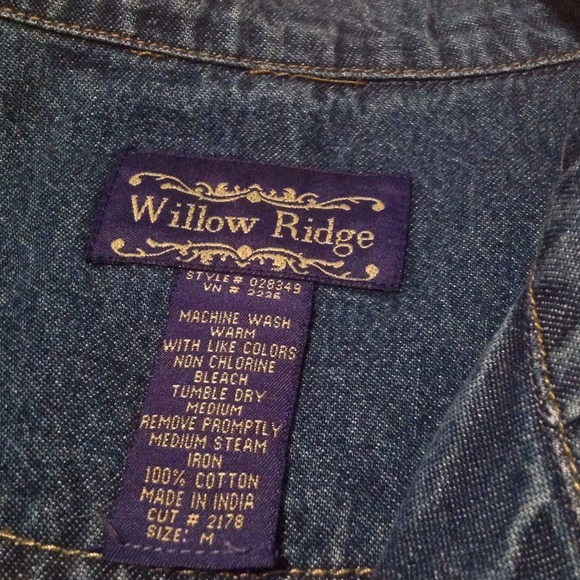 Willow Ridge
STYLE# 028349
VN # 2236
MACHINE WASH
WARM
WITH LIKE COLORS
NON CHLORINE
BLEACH
TUMBLE DRY
MEDIUM
REMOVE PROMPTLY
MEDIUM STEAM
IRON
100% COTTON
MADE IN INDIA
CUT # 2178
SIZE: M